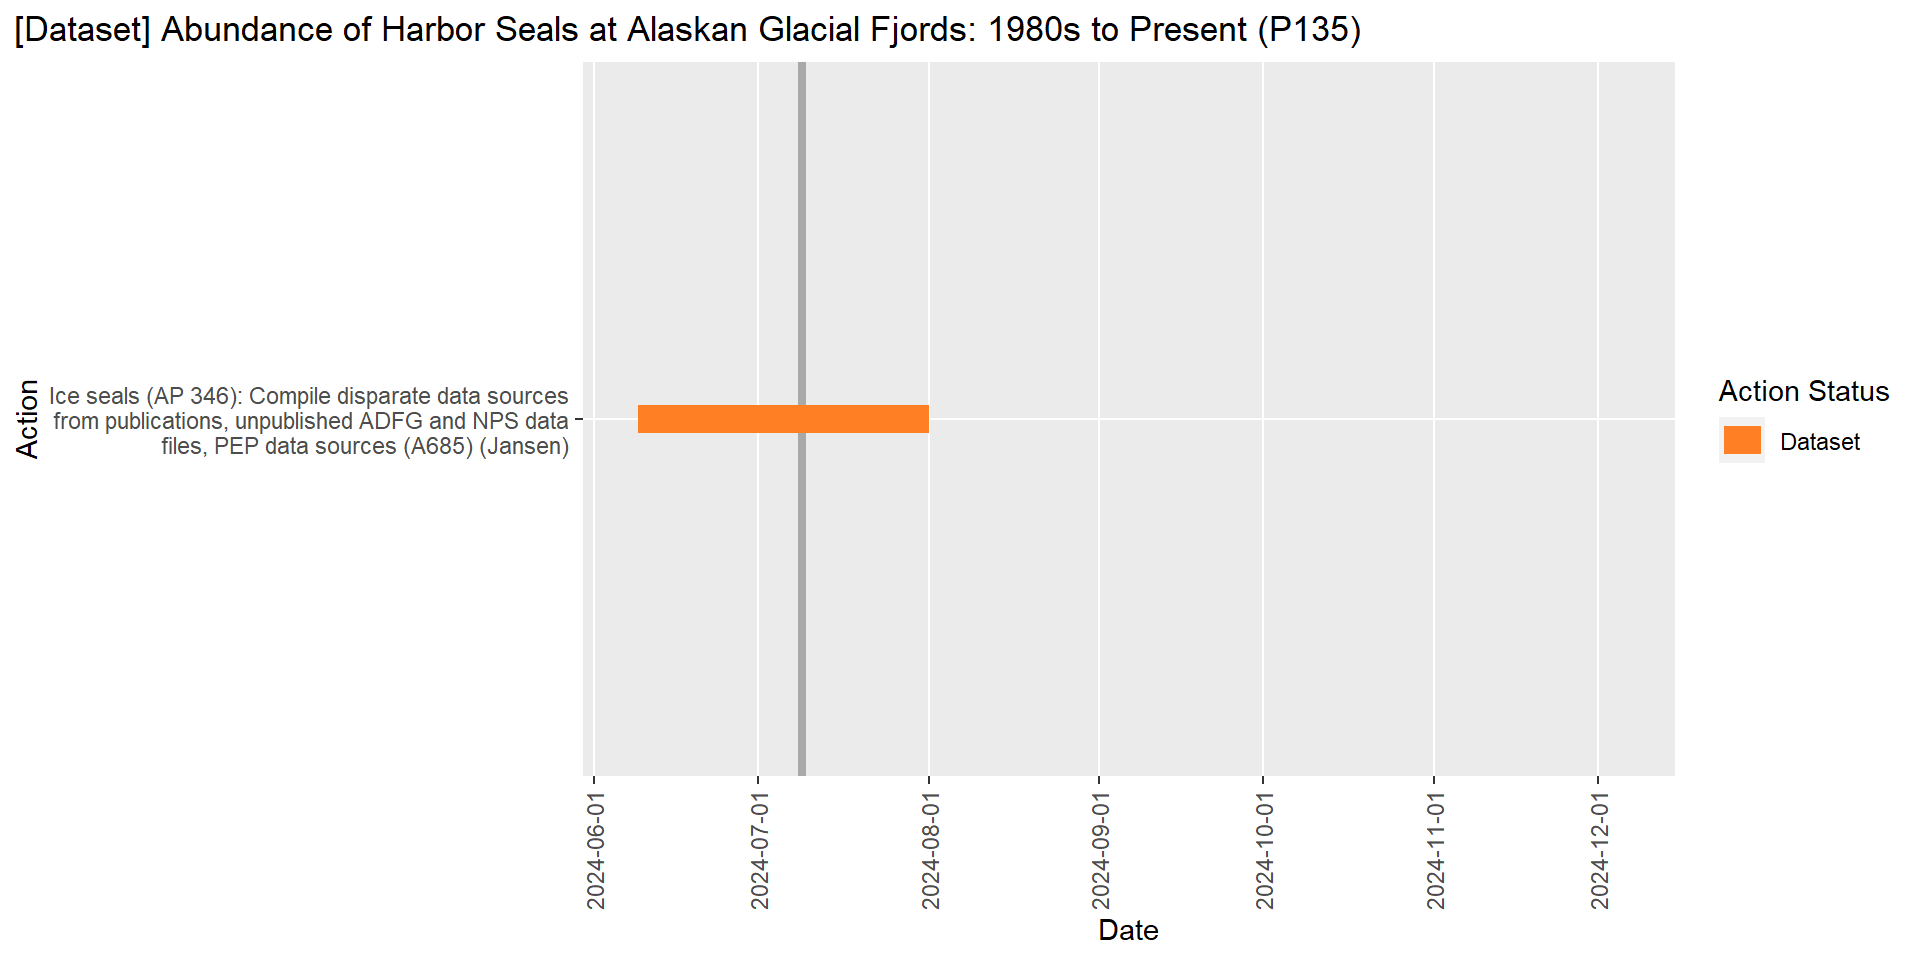 [Dataset] Abundance of Harbor Seals at Alaskan Glacial Fjords: 1980s to Present (P135)
Action
Ice seals (AP 346): Compile disparate data sources
from publications, unpublished ADFG and NPS data
files, PEP data sources (A685) (Jansen)
Action Status
Dataset
2024-06-01
2024-07-01
2024-08-01
2024-09-01
2024-10-01
2024-11-01
2024-12-01
Date